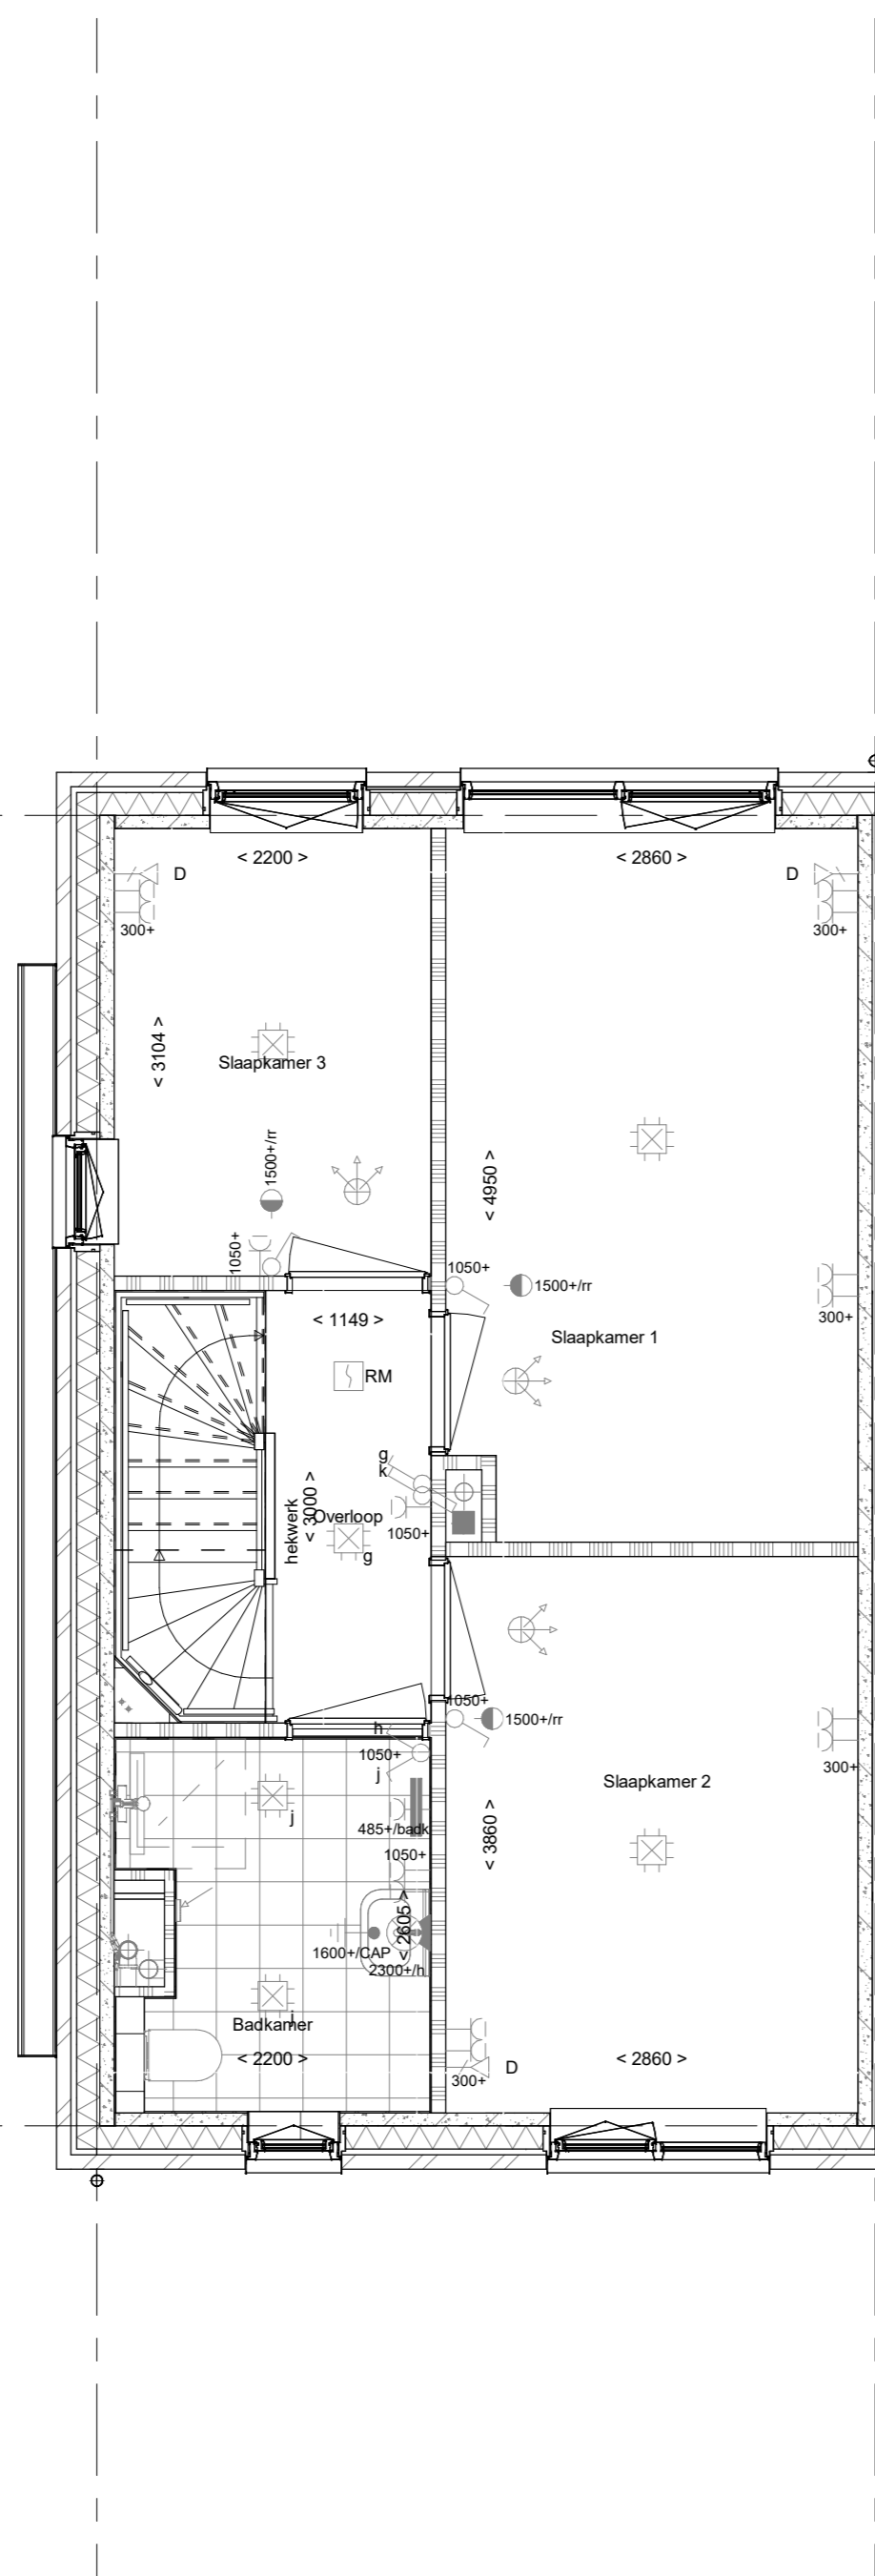 < 2200 >
< 2860 >
D
D
300+
300+
< 3104 >
Slaapkamer 3
1500+/rr
< 4950 >
1050+
1050+
1500+/rr
300+
< 1149 >
Slaapkamer 1
RM
g
k
hekwerk
< 3000 >
Overloop
1050+
g
1050+
1500+/rr
h
1050+
j
300+
Slaapkamer 2
j
485+/badk
< 3860 >
1050+
< 2605 >
1600+/CAP
2300+/h
j
Badkamer
< 2200 >
< 2860 >
D
300+